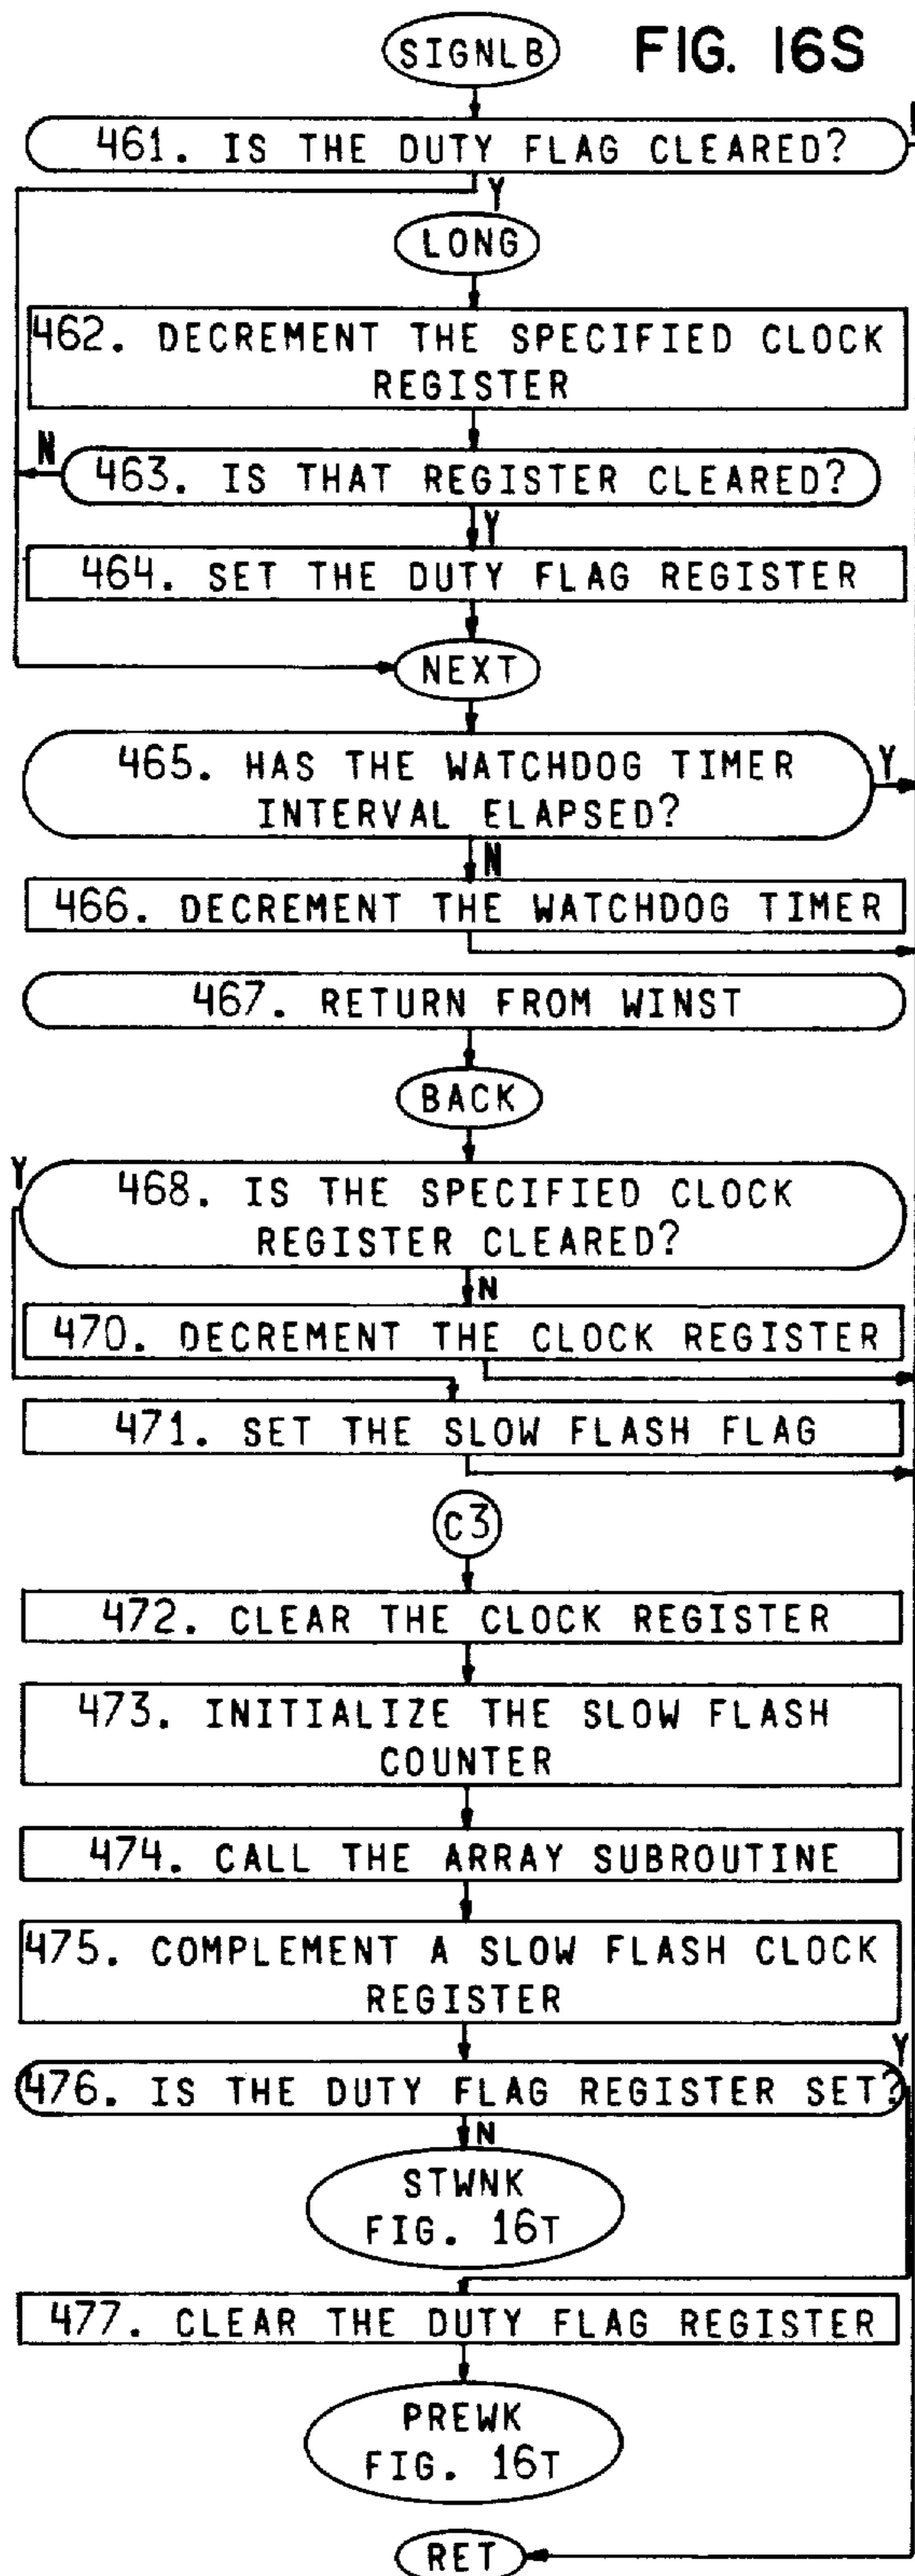 SIGNLB FIG. 16S
461. IS THE DUTY FLAG CLEARED?
Y
LONG
462. DECREMENT THE SPECIFIED CLOCK
REGISTER
N
463. IS THAT REGISTER CLEARED?
Y
464. SET THE DUTY FLAG REGISTER
NEXT
465. HAS THE WATCHDOG TIMER
INTERVAL ELAPSED?
Y
N
466. DECREMENT THE WATCHDOG TIMER
467. RETURN FROM WINST
BACK
Y
468. IS THE SPECIFIED CLOCK
REGISTER CLEARED?
N
470. DECREMENT THE CLOCK REGISTER
471. SET THE SLOW FLASH FLAG
C3
472. CLEAR THE CLOCK REGISTER
473. INITIALIZE THE SLOW FLASH
COUNTER
474. CALL THE ARRAY SUBROUTINE
475. COMPLEMENT A SLOW FLASH CLOCK
REGISTER
Y
476. IS THE DUTY FLAG REGISTER SET?
N
STWNK
FIG. 16T
477. CLEAR THE DUTY FLAG REGISTER
PREWK
FIG. 16T
RET